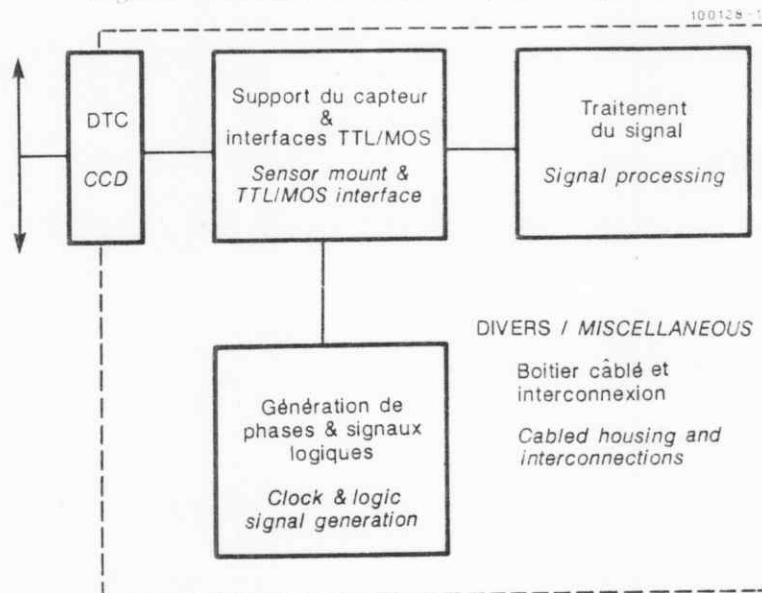 100128-1
DTC
CCD
Support du capteur
&
interfaces TTL/MOS
Sensor mount &
TTL/MOS interface
Traitement
du signal
Signal processing
Génération de
phases & signaux
logiques
Clock & logic
signal generation
DIVERS / MISCELLANEOUS
Boitier câblé et
interconnexion
Cabled housing and
interconnections